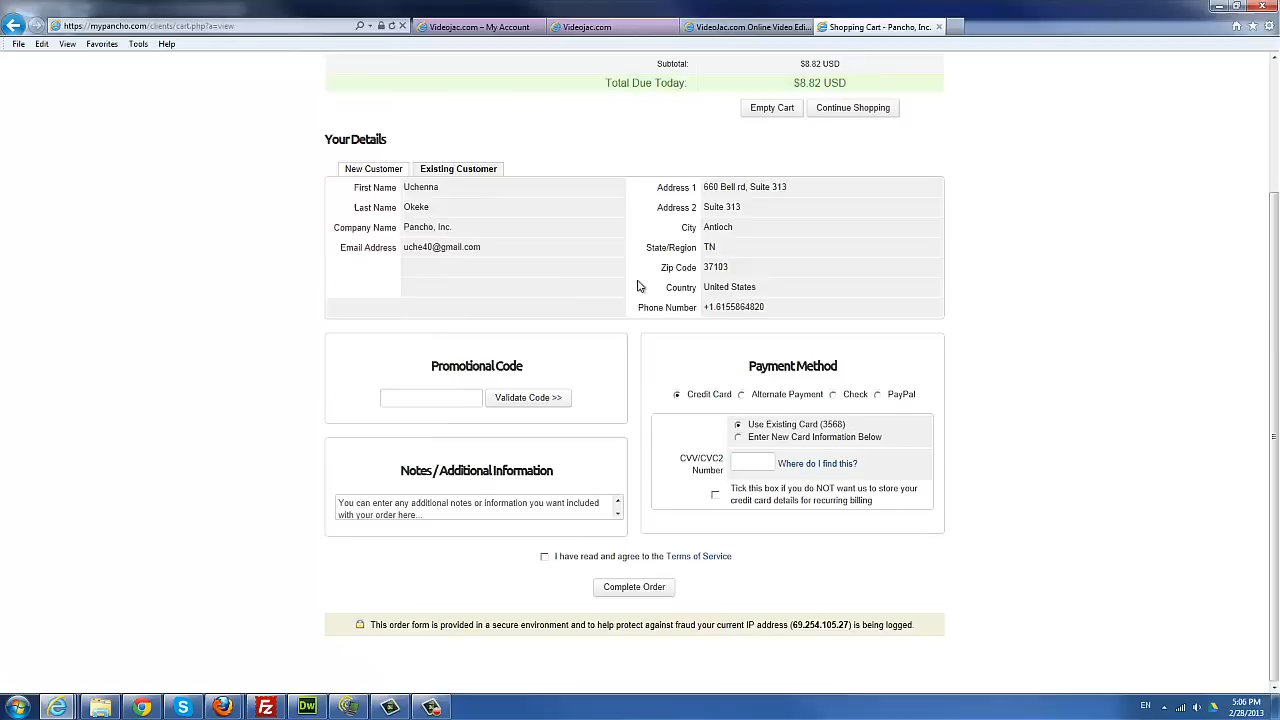 https://mypancho.com/clients/cart.php?a=view
VideoJac.com – My Account
VideoJac.com
VideoJac.com Online Video Edi...
Shopping Cart - Pancho, Inc.
File Edit View Favorites Tools Help
Subtotal: $8.82 USD
Total Due Today: $8.82 USD
Empty Cart Continue Shopping
Your Details
New Customer Existing Customer
First Name Uchenna Address 1 660 Bell rd, Suite 313
Last Name Okeke Address 2 Suite 313
Company Name Pancho, Inc. City Antioch
Email Address uche40@gmail.com State/Region TN
Zip Code 37103
Country United States
Phone Number +1.6155864820
Promotional Code
Validate Code >>
Payment Method
Credit Card Alternate Payment Check PayPal
Use Existing Card (3568)
Enter New Card Information Below
CVV/CVC2 Number Where do I find this?
Tick this box if you do NOT want us to store your
credit card details for recurring billing
Notes / Additional Information
You can enter any additional notes or information you want included
with your order here...
I have read and agree to the Terms of Service
Complete Order
This order form is provided in a secure environment and to help protect against fraud your current IP address (69.254.105.27) is being logged.
Fz Dw
EN 5:06 PM
2/28/2013